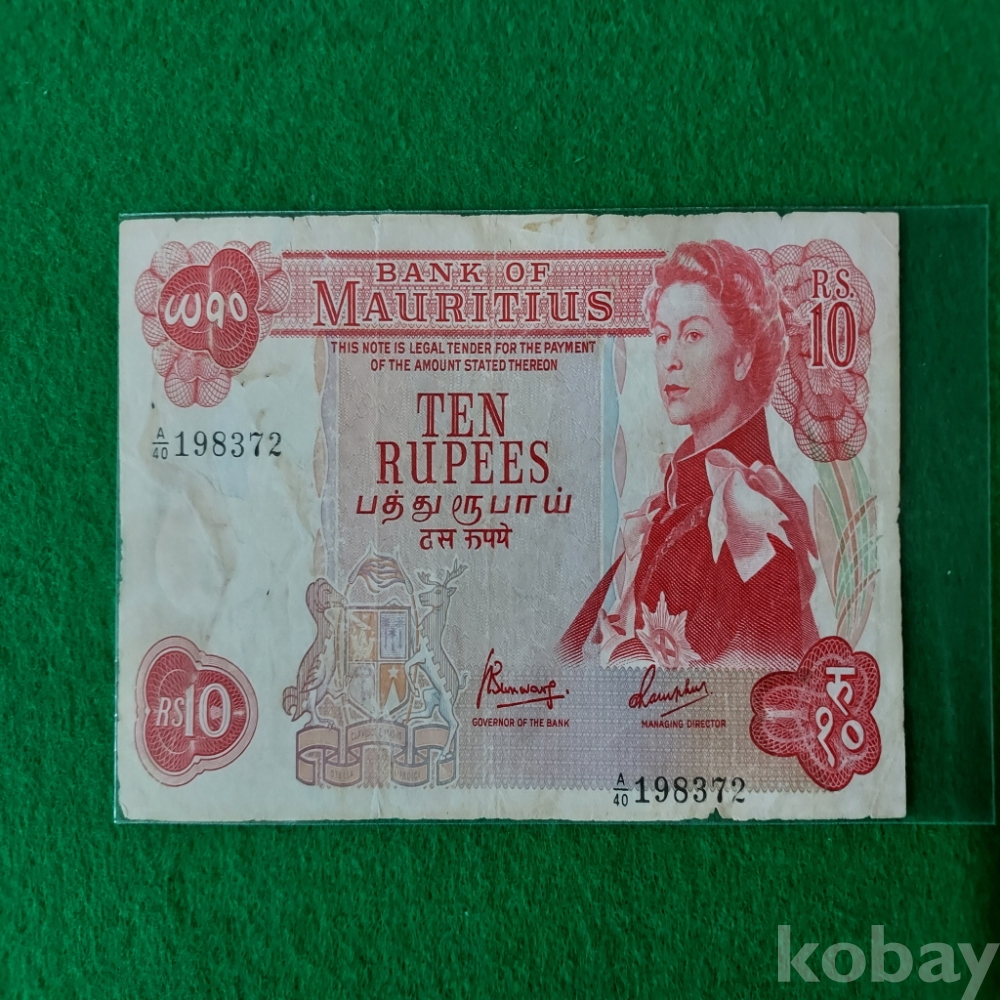 BANK OF
MAURITIUS
RS.
10
THIS NOTE IS LEGAL TENDER FOR THE PAYMENT
OF THE AMOUNT STATED THEREON
A/40 198372
TEN
RUPEES
பத்து ரூபாய்
दस रुपये
RS10
GOVERNOR OF THE BANK
MANAGING DIRECTOR
रु
१०
A/40 198372
kobay